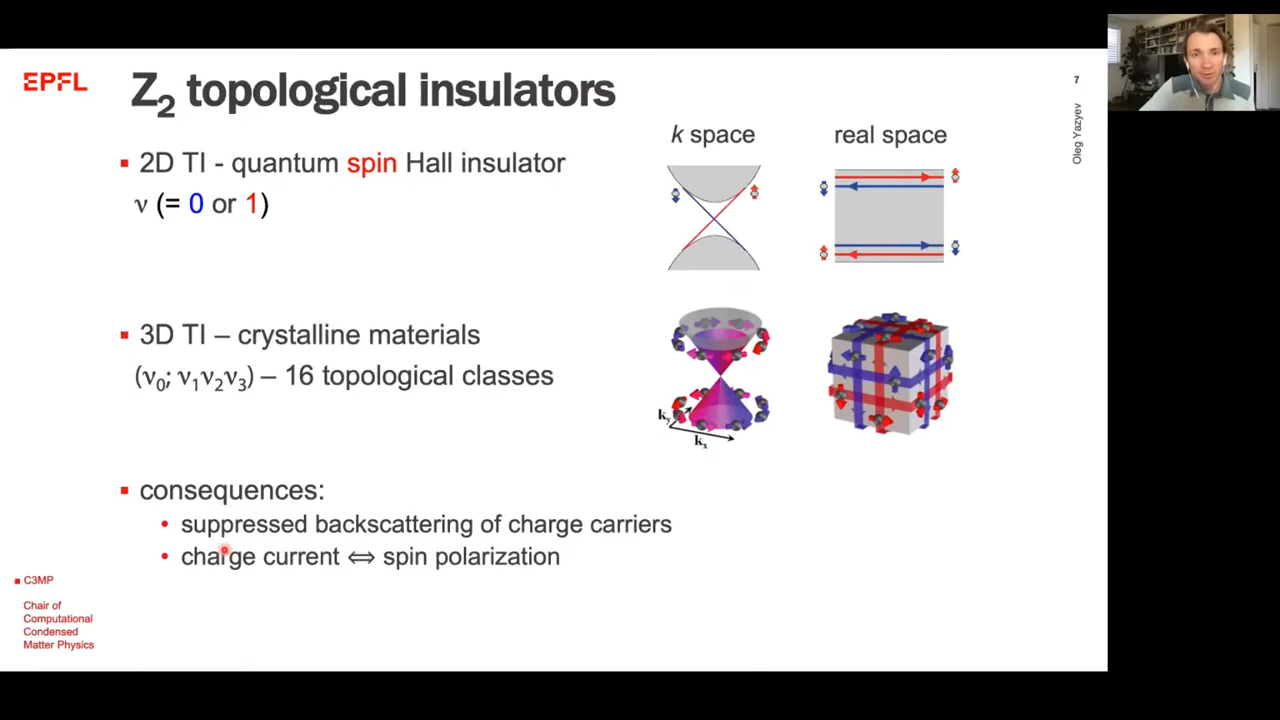 EPFL
Z₂ topological insulators
7
Oleg Yazyev
k space
real space
▪ 2D TI - quantum spin Hall insulator
ν (= 0 or 1)
▪ 3D TI – crystalline materials
(ν₀; ν₁ν₂ν₃) – 16 topological classes
k_y
k_x
▪ consequences:
• suppressed backscattering of charge carriers
• charge current ⇔ spin polarization
▪ C3MP
Chair of
Computational
Condensed
Matter Physics